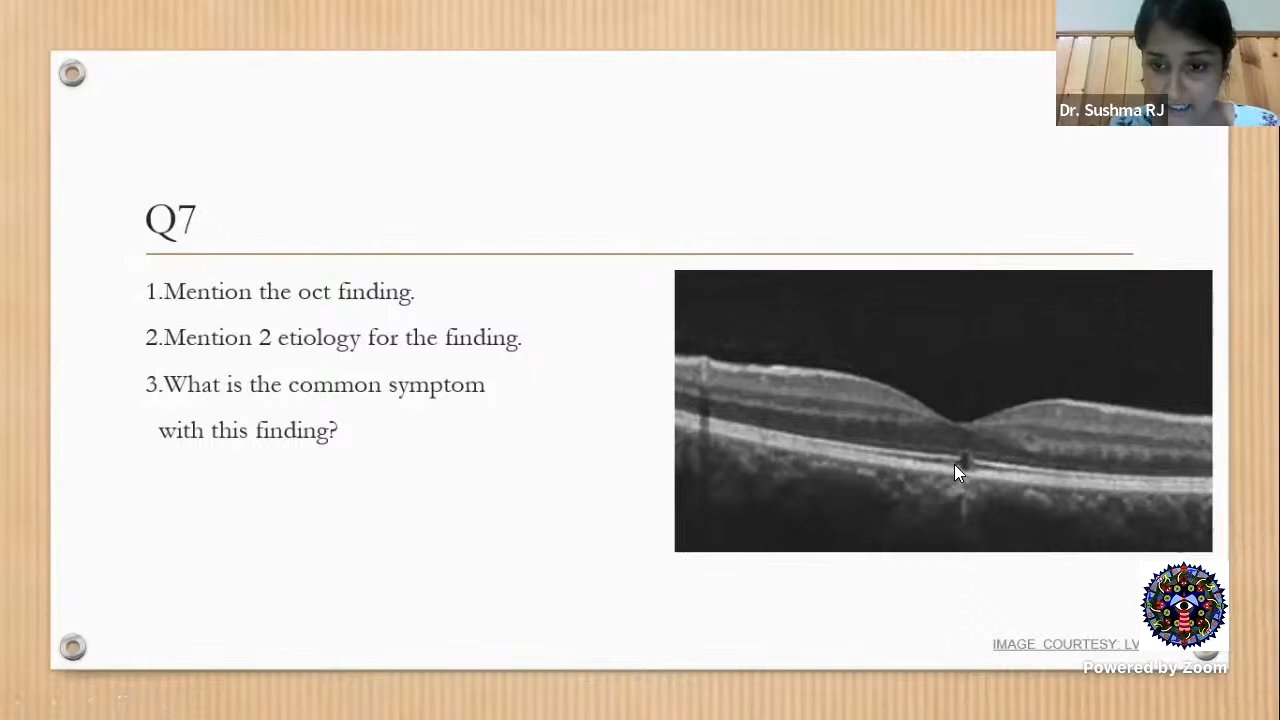 Dr. Sushma RJ
Q7
1.Mention the oct finding.
2.Mention 2 etiology for the finding.
3.What is the common symptom
with this finding?
IMAGE COURTESY: LV
Powered by Zoom